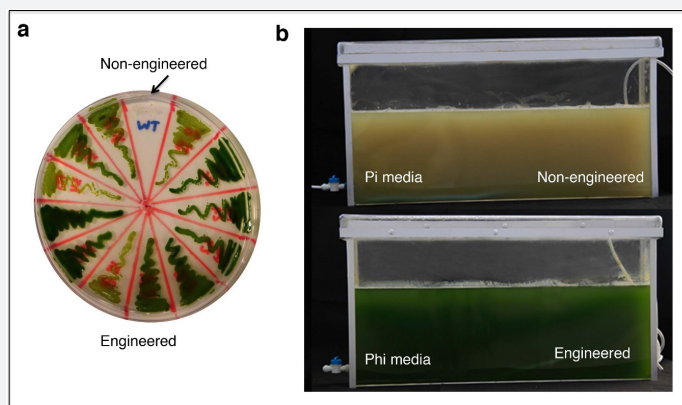 a
Non-engineered
WT
Engineered
b
Pi media
Non-engineered
Phi media
Engineered